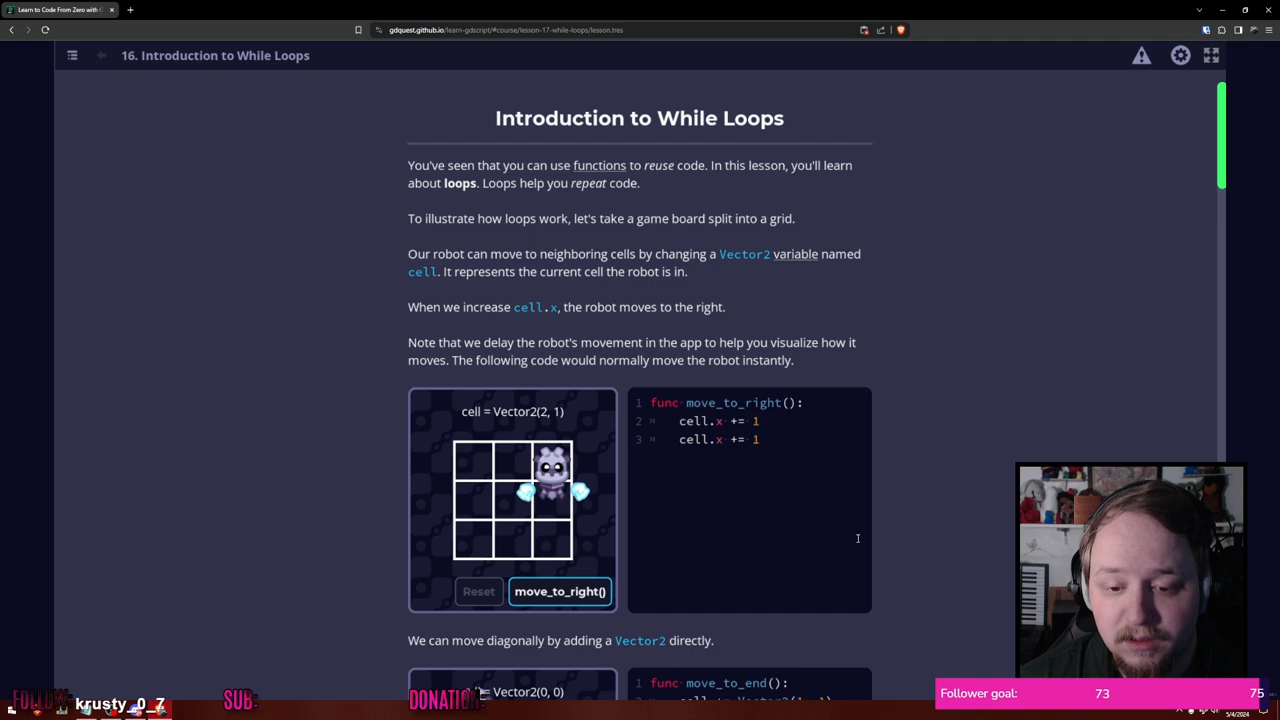 Learn to Code From Zero with
gdquest.github.io/learn-gdscript/#course/lesson-17-while-loops/lesson.tres
16. Introduction to While Loops
Introduction to While Loops
You've seen that you can use functions to reuse code. In this lesson, you'll learn
about loops. Loops help you repeat code.
To illustrate how loops work, let's take a game board split into a grid.
Our robot can move to neighboring cells by changing a Vector2 variable named
cell. It represents the current cell the robot is in.
When we increase cell.x, the robot moves to the right.
Note that we delay the robot's movement in the app to help you visualize how it
moves. The following code would normally move the robot instantly.
cell = Vector2(2, 1)
Reset
move_to_right()
1 func move_to_right():
2 cell.x += 1
3 cell.x += 1
We can move diagonally by adding a Vector2 directly.
= Vector2(0, 0)
1 func move_to_end():
FOLLOW:
krusty_0_7
SUB:
DONATION:
Follower goal: 73 75
5/4/2024